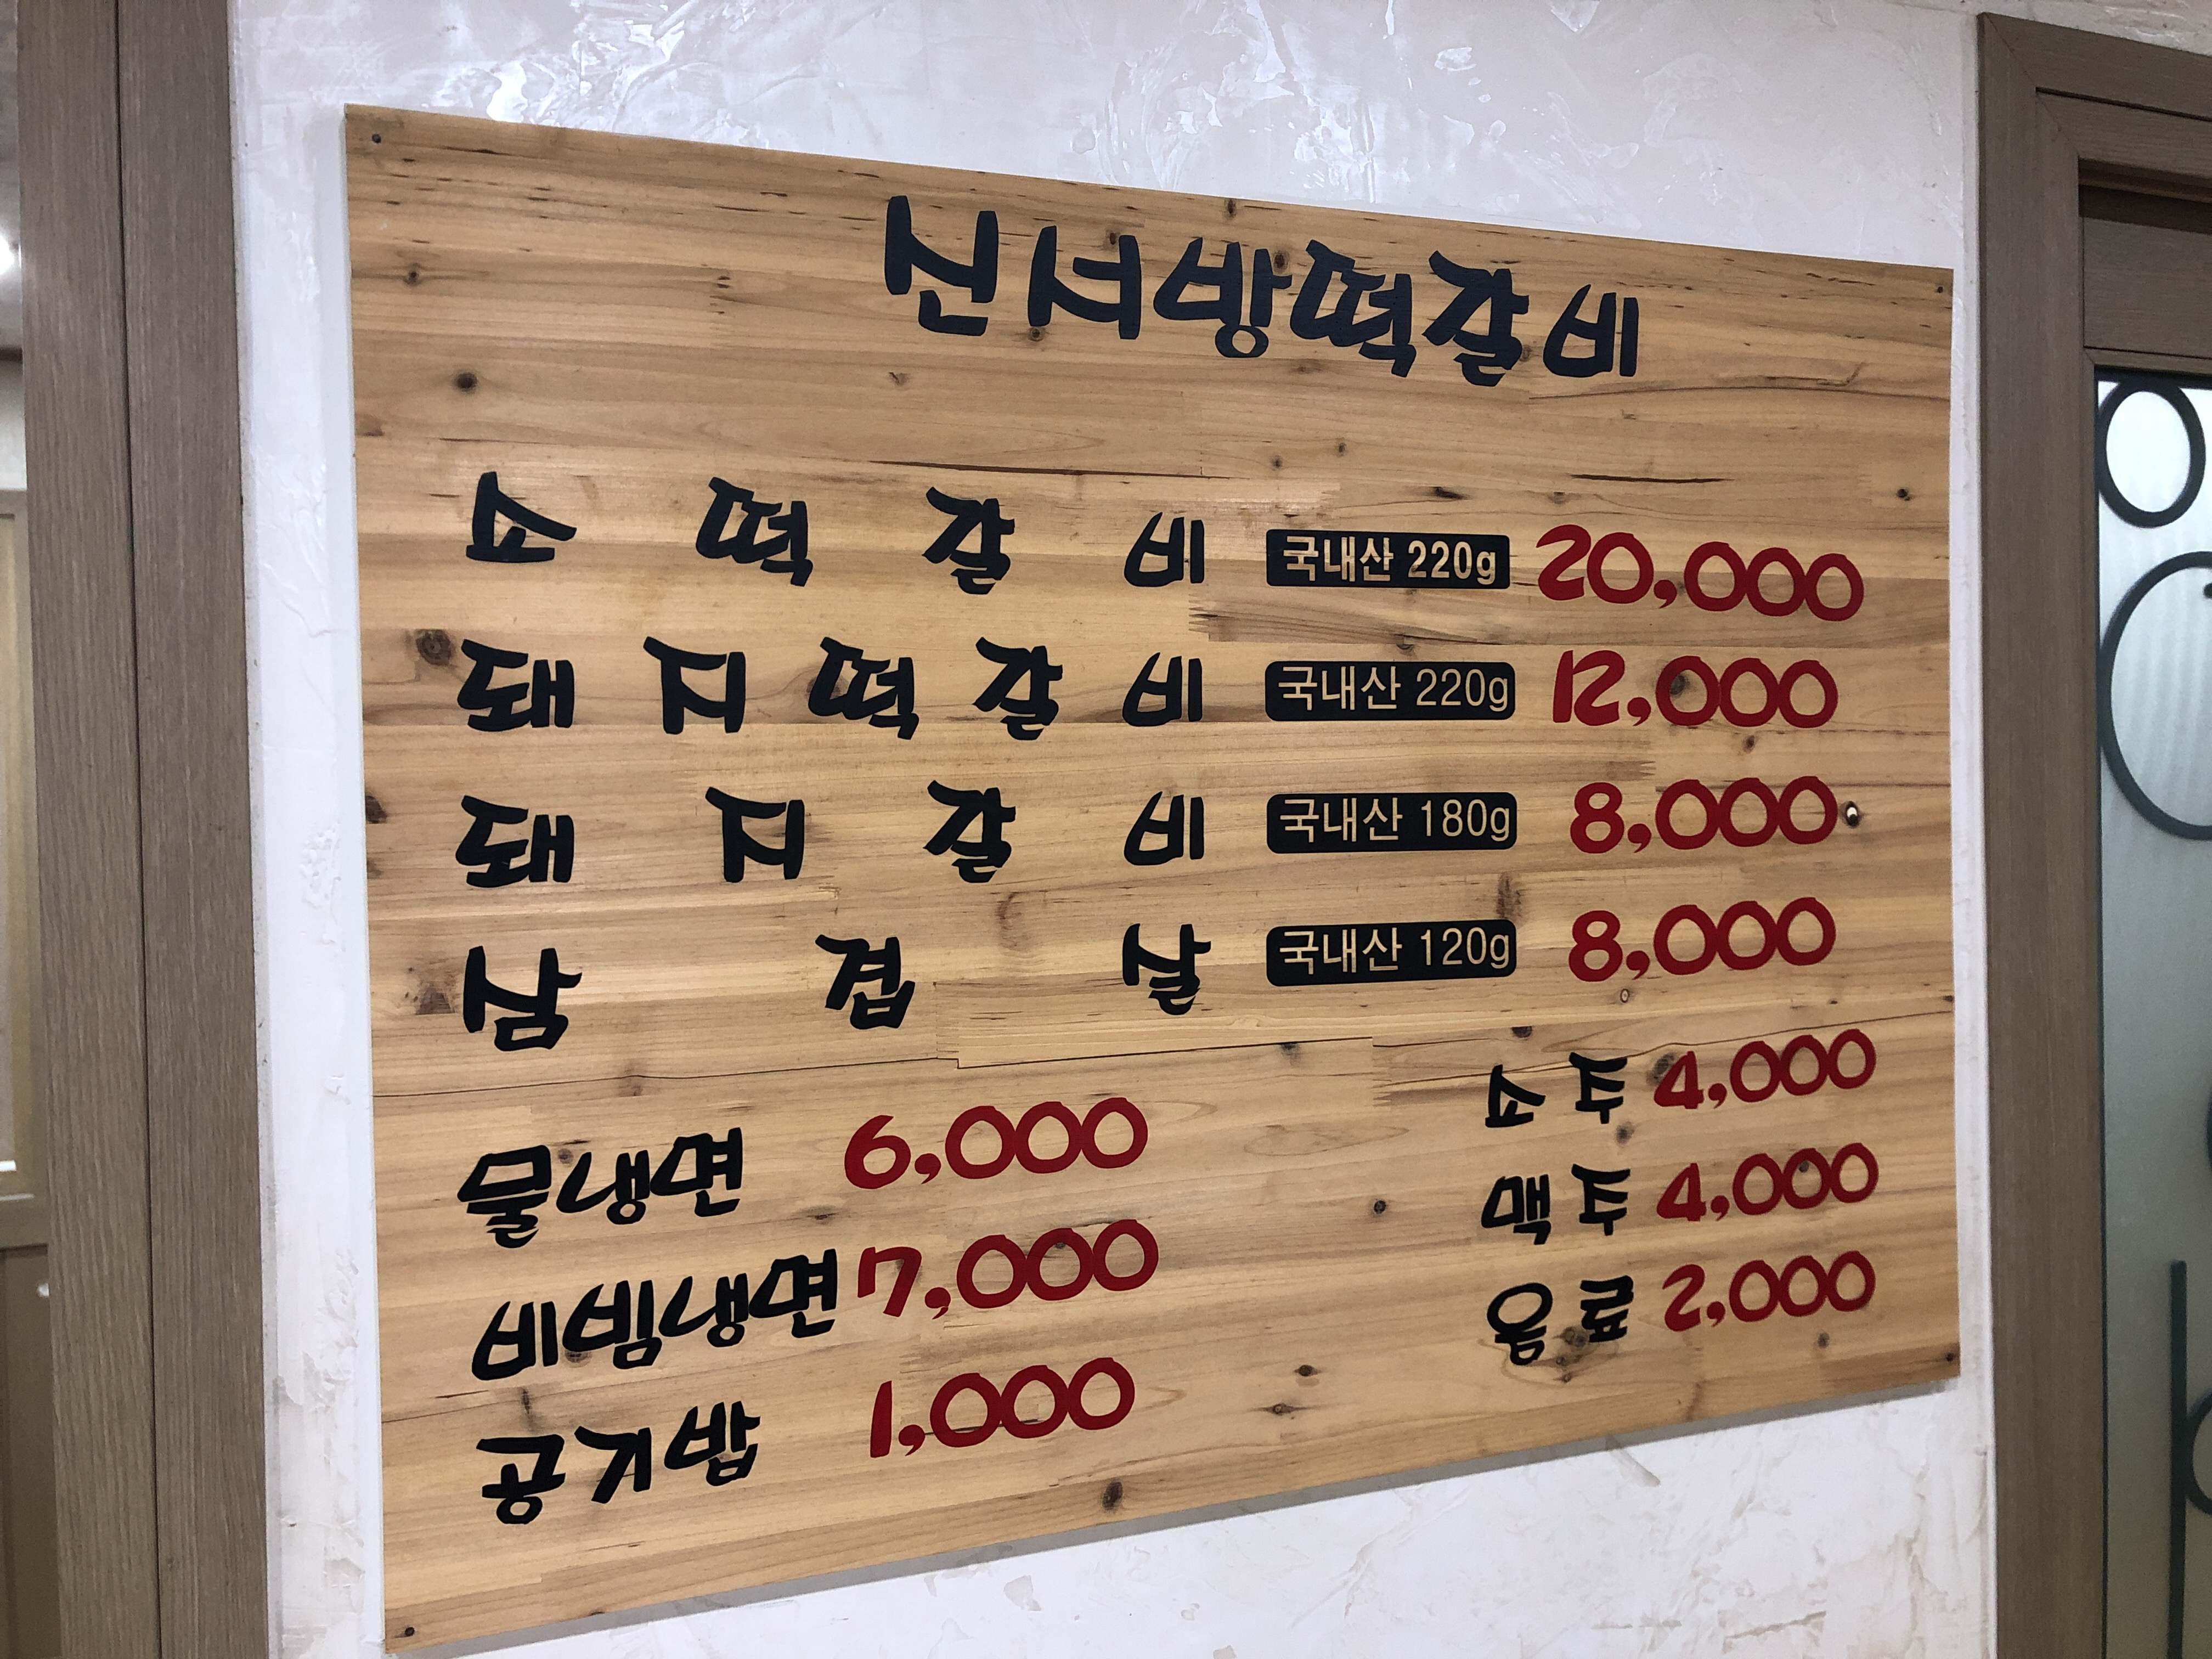 신서방떡갈비
소떡갈비 국내산 220g 20,000
돼지떡갈비 국내산 220g 12,000
돼지갈비 국내산 180g 8,000
삼겹살 국내산 120g 8,000
물냉면 6,000
비빔냉면 7,000
공기밥 1,000
소주 4,000
맥주 4,000
음료 2,000